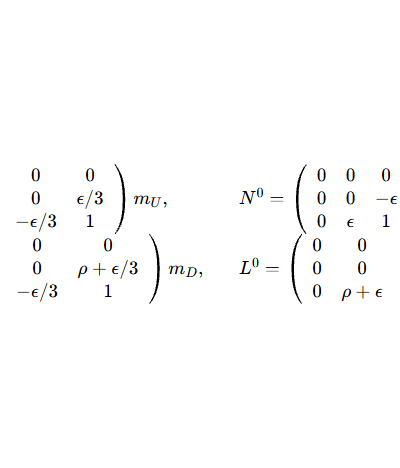 0 0
0 ϵ/3
−ϵ/3 1
) m_U,
N^0 = ( 0 0 0
0 0 −ϵ
0 ϵ 1
0 0
0 ρ + ϵ/3
−ϵ/3 1
) m_D,
L^0 = ( 0 0
0 0
0 ρ + ϵ